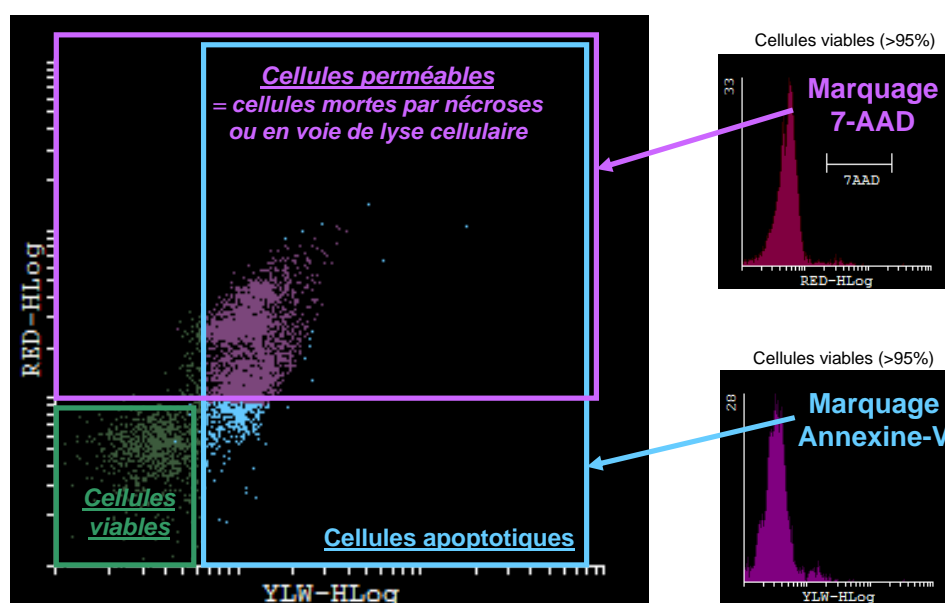 Cellules perméables
= cellules mortes par nécroses
ou en voie de lyse cellulaire
RED-HLog
Cellules
viables
Cellules apoptotiques
YLW-HLog
Cellules viables (>95%)
33
Marquage
7-AAD
7AAD
RED-HLog
Cellules viables (>95%)
28
Marquage
Annexine-V
YLW-HLog